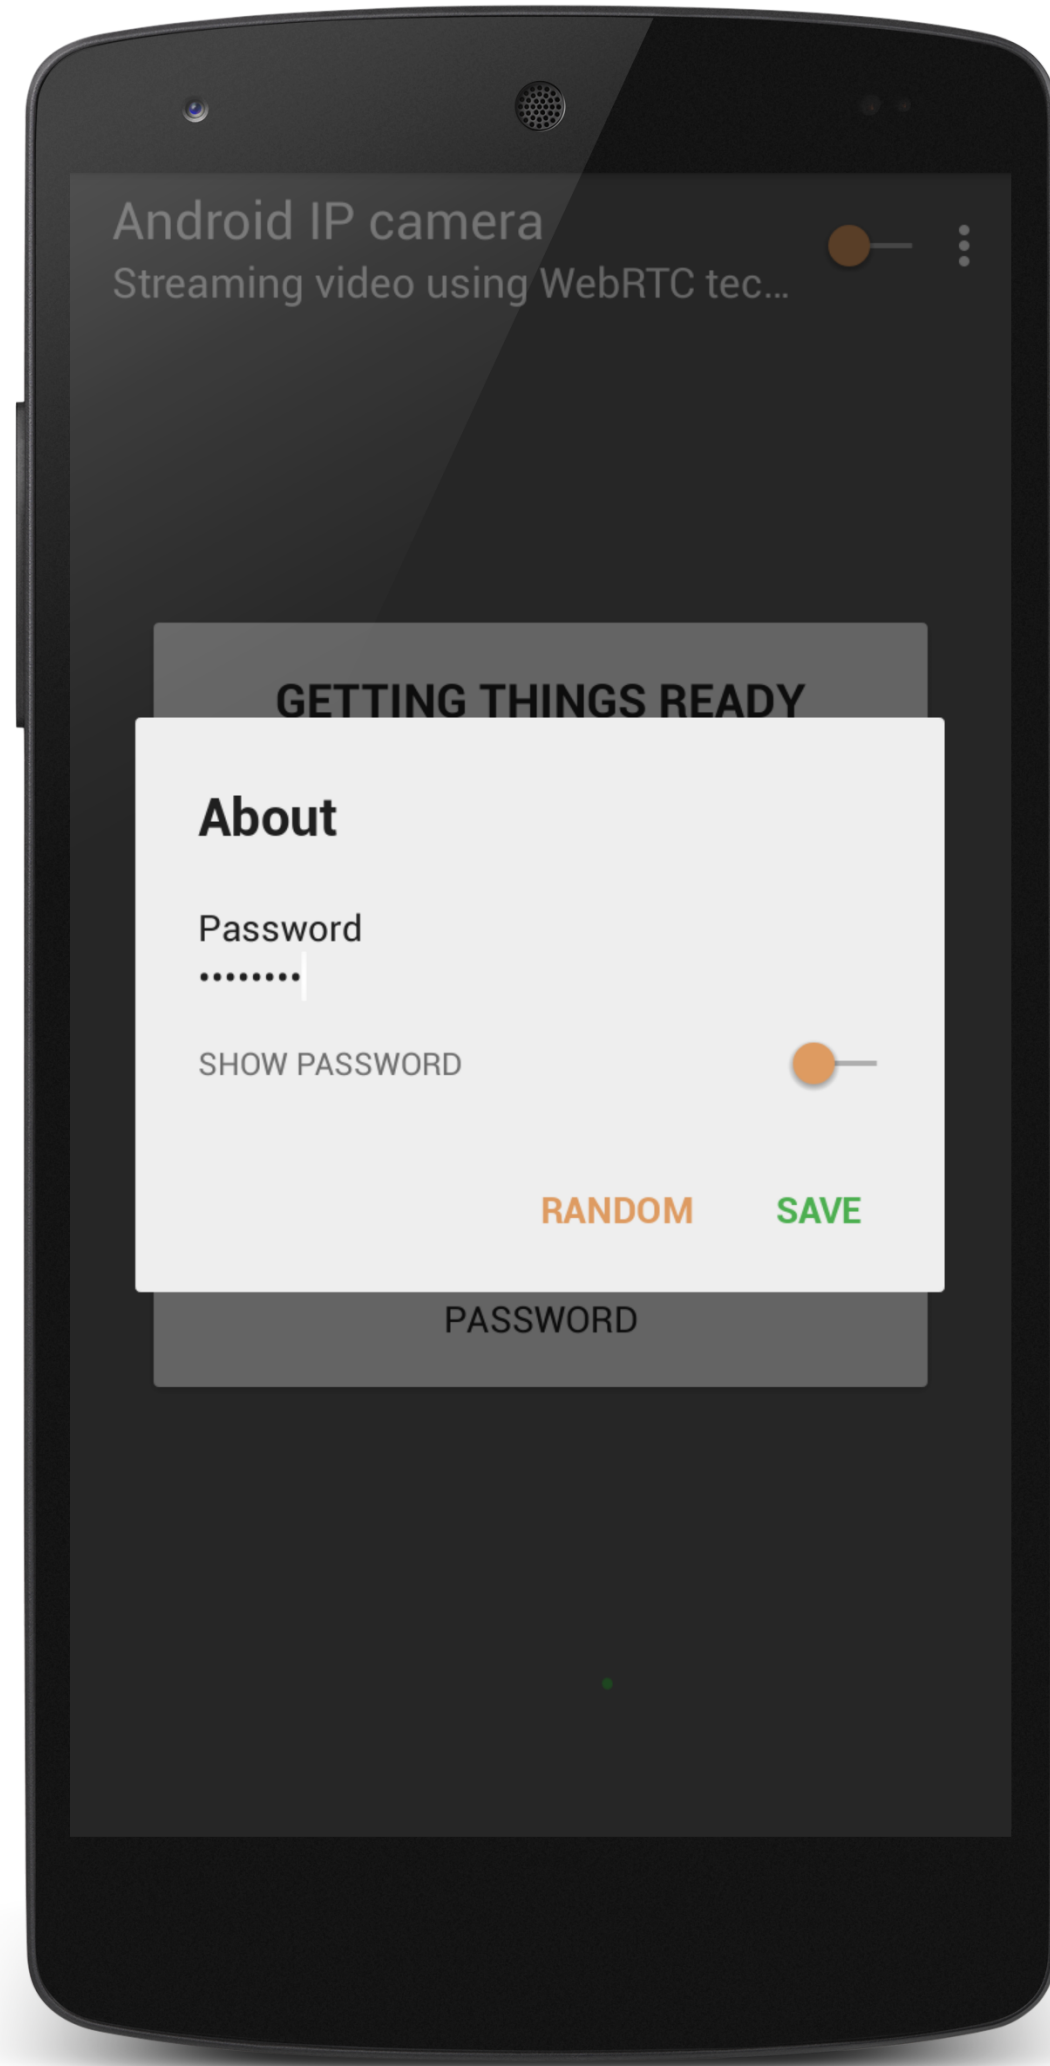 Android IP camera
Streaming video using WebRTC tec...
GETTING THINGS READY
About
Password
••••••••
SHOW PASSWORD
RANDOM
SAVE
PASSWORD